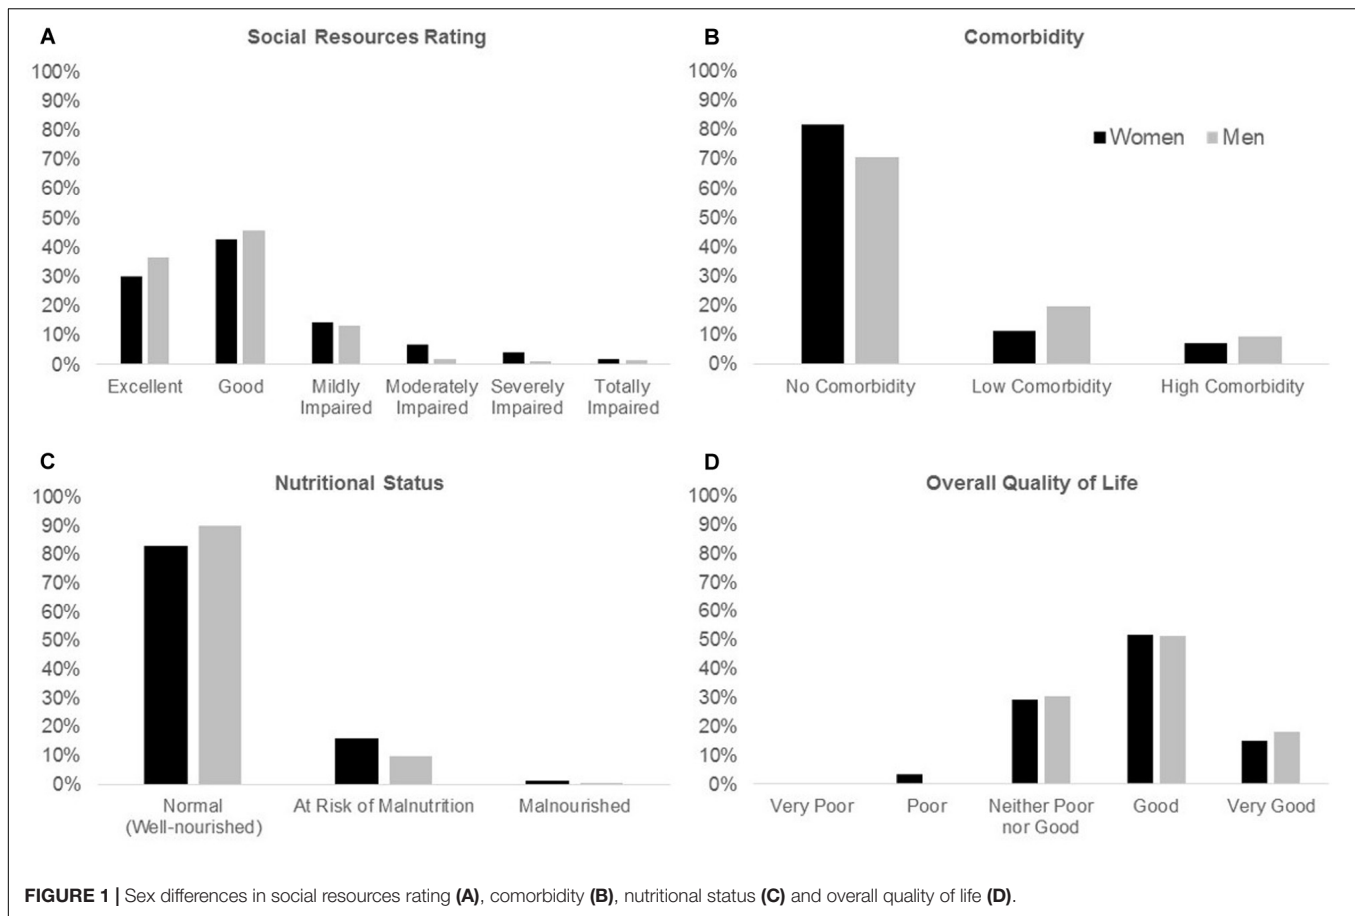 A
Social Resources Rating
100%
90%
80%
70%
60%
50%
40%
30%
20%
10%
0%
Excellent
Good
Mildly
Impaired
Moderately
Impaired
Severely
Impaired
Totally
Impaired
B
Comorbidity
100%
90%
80%
70%
60%
50%
40%
30%
20%
10%
0%
Women
Men
No Comorbidity
Low Comorbidity
High Comorbidity
C
Nutritional Status
100%
90%
80%
70%
60%
50%
40%
30%
20%
10%
0%
Normal
(Well-nourished)
At Risk of Malnutrition
Malnourished
D
Overall Quality of Life
100%
90%
80%
70%
60%
50%
40%
30%
20%
10%
0%
Very Poor
Poor
Neither Poor
nor Good
Good
Very Good
FIGURE 1 | Sex differences in social resources rating (A), comorbidity (B), nutritional status (C) and overall quality of life (D).